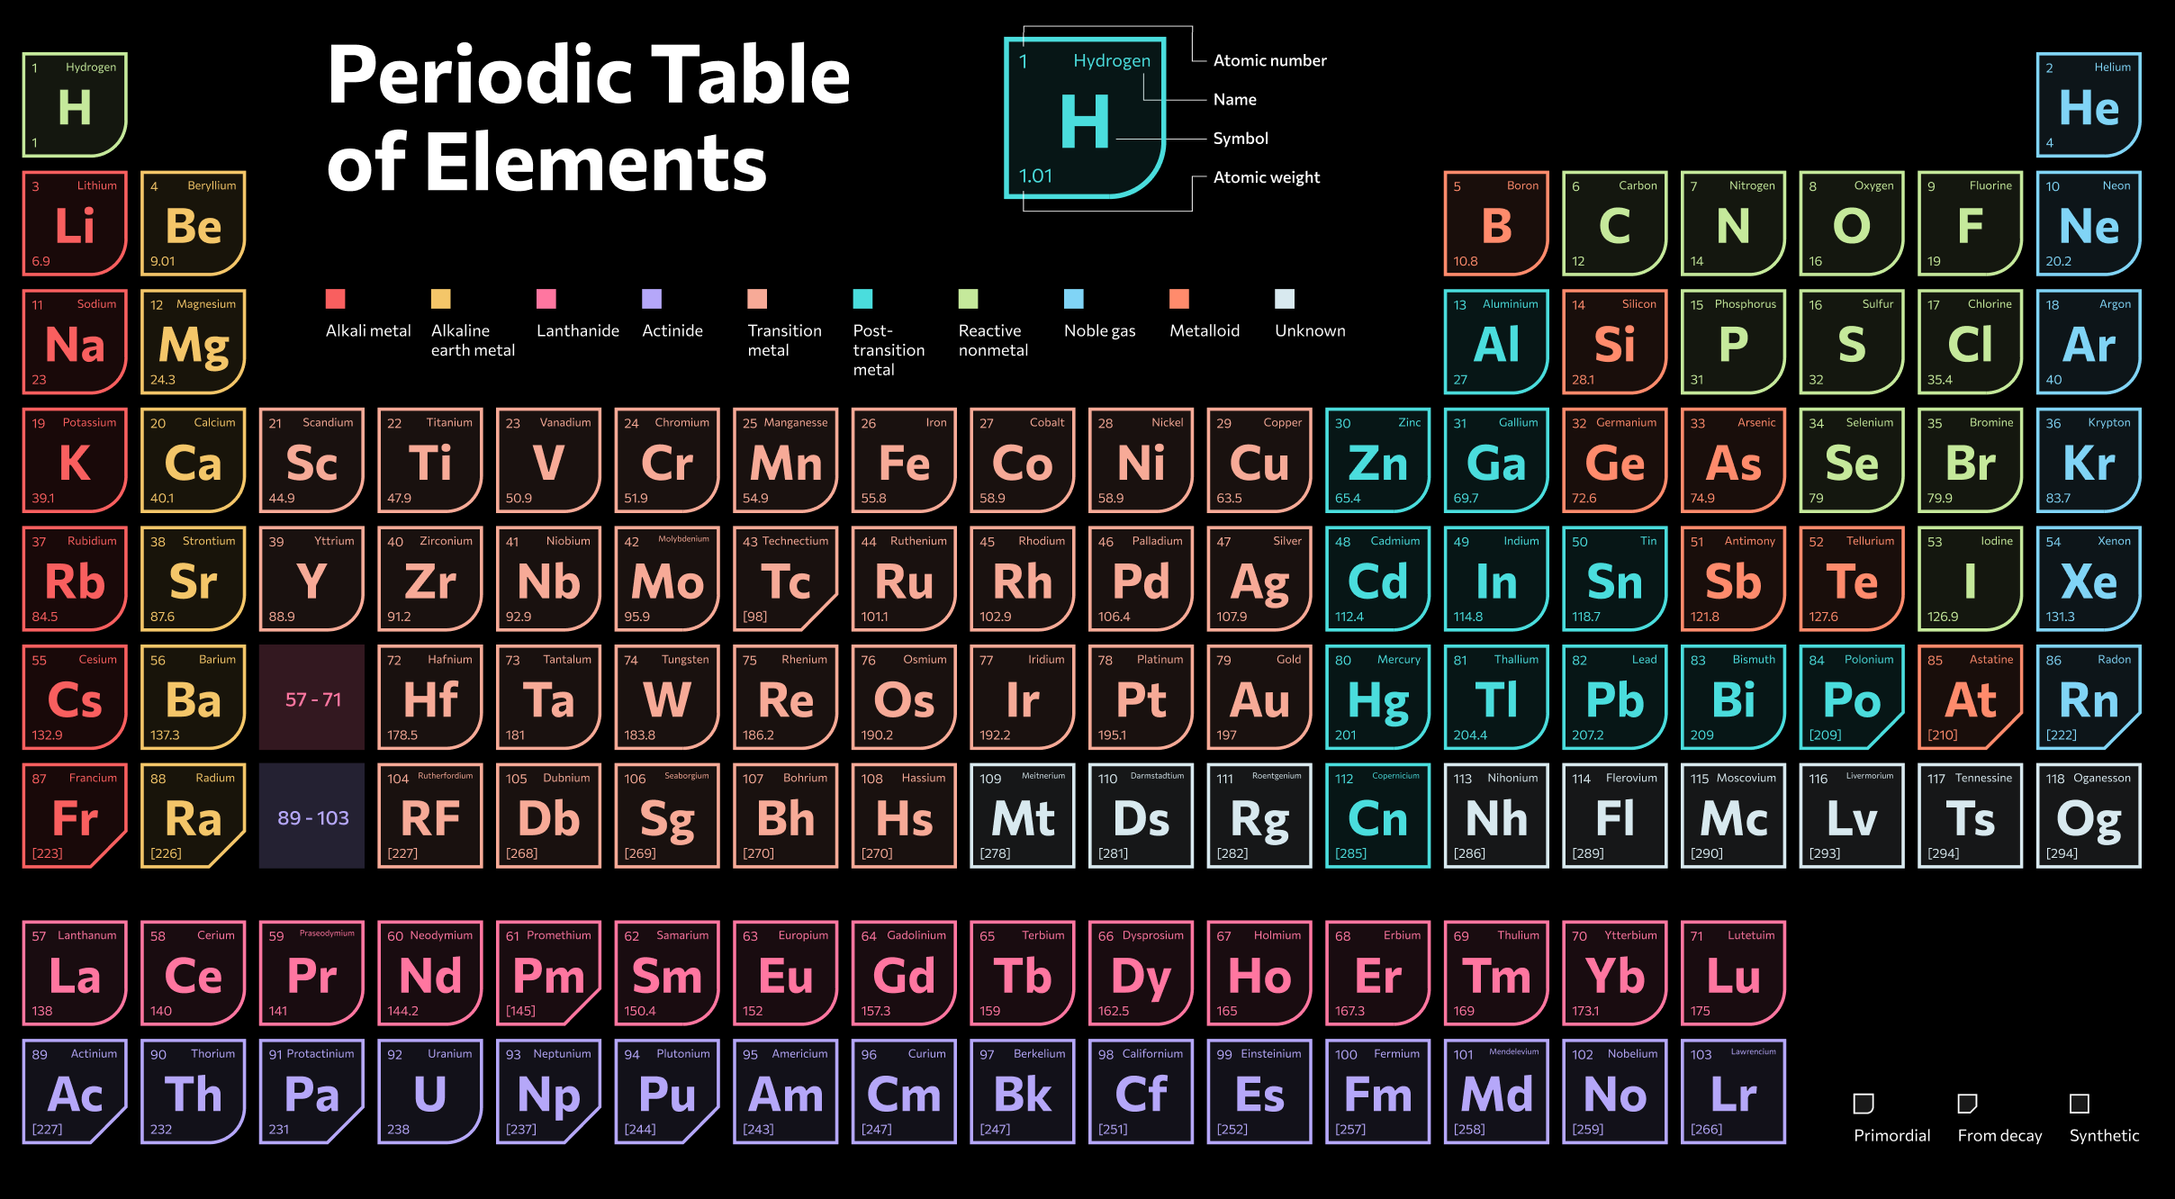 Periodic Table
of Elements
1 Hydrogen
H
1.01
Atomic number
Name
Symbol
Atomic weight
Alkali metal
Alkaline
earth metal
Lanthanide
Actinide
Transition
metal
Post-
transition
metal
Reactive
nonmetal
Noble gas
Metalloid
Unknown
1 Hydrogen
H
1
2 Helium
He
4
3 Lithium
Li
6.9
4 Beryllium
Be
9.01
5 Boron
B
10.8
6 Carbon
C
12
7 Nitrogen
N
14
8 Oxygen
O
16
9 Fluorine
F
19
10 Neon
Ne
20.2
11 Sodium
Na
23
12 Magnesium
Mg
24.3
13 Aluminium
Al
27
14 Silicon
Si
28.1
15 Phosphorus
P
31
16 Sulfur
S
32
17 Chlorine
Cl
35.4
18 Argon
Ar
40
19 Potassium
K
39.1
20 Calcium
Ca
40.1
21 Scandium
Sc
44.9
22 Titanium
Ti
47.9
23 Vanadium
V
50.9
24 Chromium
Cr
51.9
25 Manganesse
Mn
54.9
26 Iron
Fe
55.8
27 Cobalt
Co
58.9
28 Nickel
Ni
58.9
29 Copper
Cu
63.5
30 Zinc
Zn
65.4
31 Gallium
Ga
69.7
32 Germanium
Ge
72.6
33 Arsenic
As
74.9
34 Selenium
Se
79
35 Bromine
Br
79.9
36 Krypton
Kr
83.7
37 Rubidium
Rb
84.5
38 Strontium
Sr
87.6
39 Yttrium
Y
88.9
40 Zirconium
Zr
91.2
41 Niobium
Nb
92.9
42 Molybdenium
Mo
95.9
43 Technectium
Tc
[98]
44 Ruthenium
Ru
101.1
45 Rhodium
Rh
102.9
46 Palladium
Pd
106.4
47 Silver
Ag
107.9
48 Cadmium
Cd
112.4
49 Indium
In
114.8
50 Tin
Sn
118.7
51 Antimony
Sb
121.8
52 Tellurium
Te
127.6
53 Iodine
I
126.9
54 Xenon
Xe
131.3
55 Cesium
Cs
132.9
56 Barium
Ba
137.3
57 - 71
72 Hafnium
Hf
178.5
73 Tantalum
Ta
181
74 Tungsten
W
183.8
75 Rhenium
Re
186.2
76 Osmium
Os
190.2
77 Iridium
Ir
192.2
78 Platinum
Pt
195.1
79 Gold
Au
197
80 Mercury
Hg
201
81 Thallium
Tl
204.4
82 Lead
Pb
207.2
83 Bismuth
Bi
209
84 Polonium
Po
[209]
85 Astatine
At
[210]
86 Radon
Rn
[222]
87 Francium
Fr
[223]
88 Radium
Ra
[226]
89 - 103
104 Rutherfordium
RF
[227]
105 Dubnium
Db
[268]
106 Seaborgium
Sg
[269]
107 Bohrium
Bh
[270]
108 Hassium
Hs
[270]
109 Meitnerium
Mt
[278]
110 Darmstadtium
Ds
[281]
111 Roentgenium
Rg
[282]
112 Copernicium
Cn
[285]
113 Nihonium
Nh
[286]
114 Flerovium
Fl
[289]
115 Moscovium
Mc
[290]
116 Livermorium
Lv
[293]
117 Tennessine
Ts
[294]
118 Oganesson
Og
[294]
57 Lanthanum
La
138
58 Cerium
Ce
140
59 Praseodymium
Pr
141
60 Neodymium
Nd
144.2
61 Promethium
Pm
[145]
62 Samarium
Sm
150.4
63 Europium
Eu
152
64 Gadolinium
Gd
157.3
65 Terbium
Tb
159
66 Dysprosium
Dy
162.5
67 Holmium
Ho
165
68 Erbium
Er
167.3
69 Thulium
Tm
169
70 Ytterbium
Yb
173.1
71 Lutetuim
Lu
175
89 Actinium
Ac
[227]
90 Thorium
Th
232
91 Protactinium
Pa
231
92 Uranium
U
238
93 Neptunium
Np
[237]
94 Plutonium
Pu
[244]
95 Americium
Am
[243]
96 Curium
Cm
[247]
97 Berkelium
Bk
[247]
98 Californium
Cf
[251]
99 Einsteinium
Es
[252]
100 Fermium
Fm
[257]
101 Mendelevium
Md
[258]
102 Nobelium
No
[259]
103 Lawrencium
Lr
[266]
Primordial
From decay
Synthetic